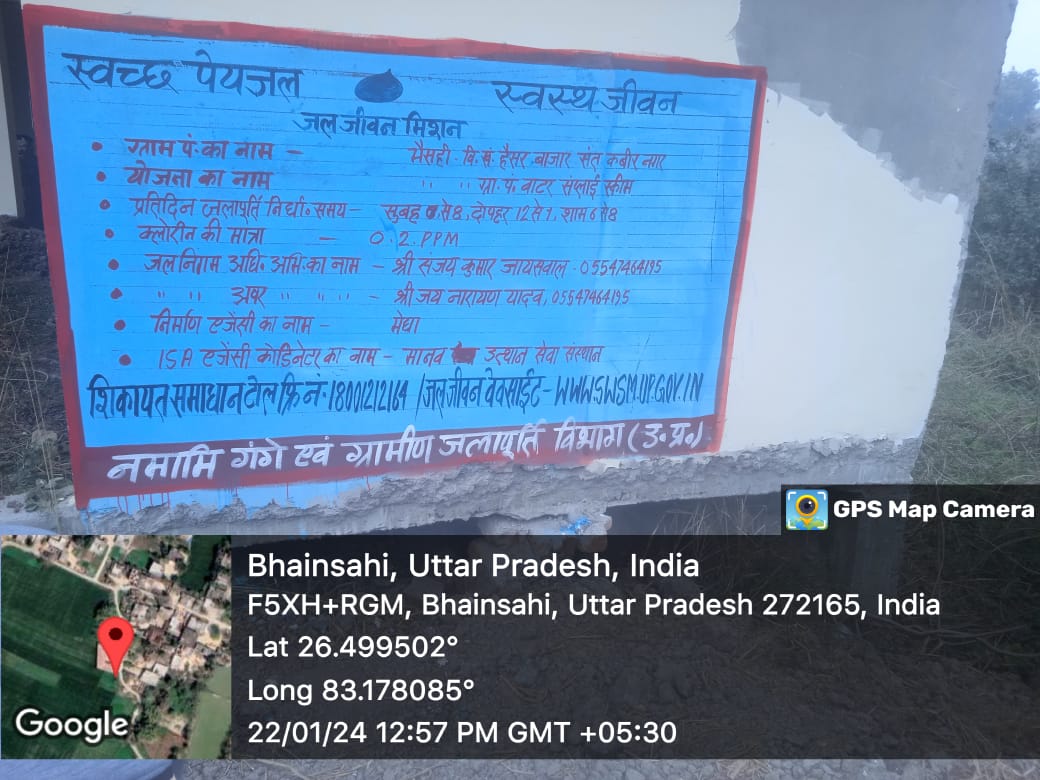 स्वच्छ पेयजल स्वस्थ जीवन
जल जीवन मिशन
• ग्राम पं. का नाम - भैसही वि. खं. हैसर बाजार संत कबीर नगर
• योजना का नाम " " ग्रा. पं. वाटर सप्लाई स्कीम
• प्रतिदिन जलापूर्ति निर्धा. समय- सुबह से 8, दोपहर 12 से 1, शाम 6 से 8
• क्लोरीन की मात्रा - 0.2. PPM
• जल निगम अधि. अभि. का नाम - श्री संजय कुमार जायसवाल - 05547464195
• " " अवर " " " - श्री जय नारायण यादव, 05547464195
• निर्माण एजेंसी का नाम - मेघा
• ISA एजेंसी कोडिनेटर का नाम - मानव उत्थान सेवा संस्थान
शिकायत समाधान टोल फ्रि नं. 18001212164 / जल जीवन वेबसाईट - WWW.SWSM.UP.GOV.IN
नमामि गंगे एवं ग्रामीण जलापूर्ति विभाग (उ.प्र.)
GPS Map Camera
Bhainsahi, Uttar Pradesh, India
F5XH+RGM, Bhainsahi, Uttar Pradesh 272165, India
Lat 26.499502°
Long 83.178085°
22/01/24 12:57 PM GMT +05:30
Google